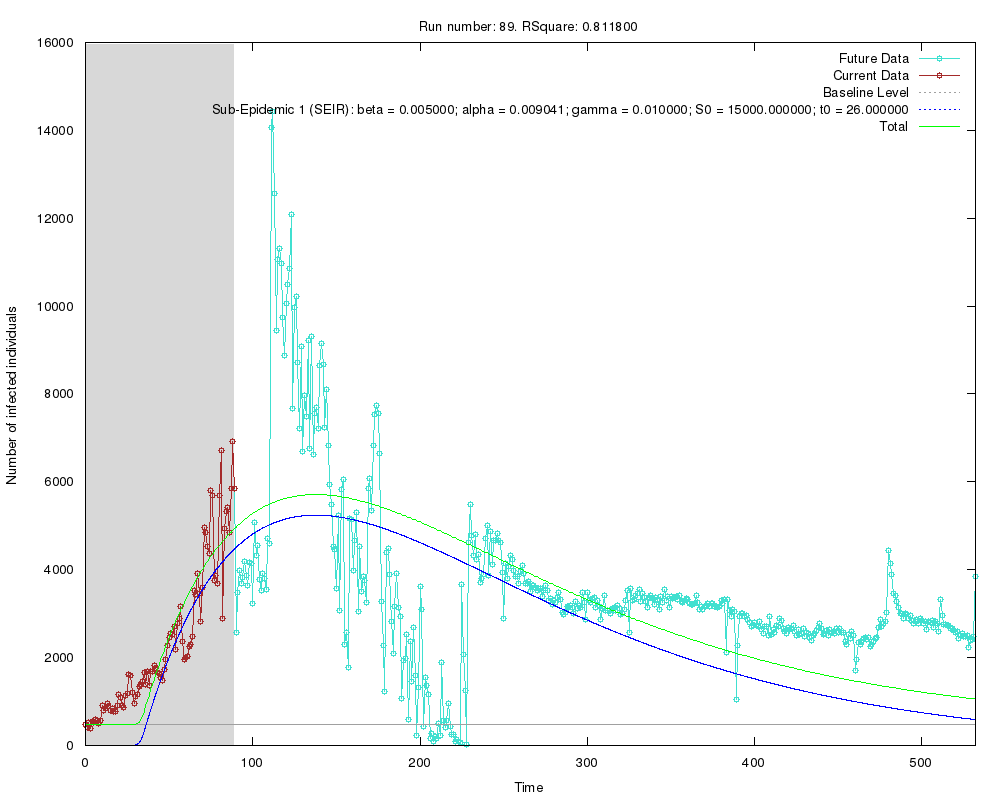 Run number: 89. RSquare: 0.811800
16000
14000
12000
10000
8000
6000
4000
2000
0
Number of infected individuals
Future Data
Current Data
Baseline Level
Sub-Epidemic 1 (SEIR): beta = 0.005000; alpha = 0.009041; gamma = 0.010000; S0 = 15000.000000; t0 = 26.000000
Total
0 100 200 300 400 500
Time